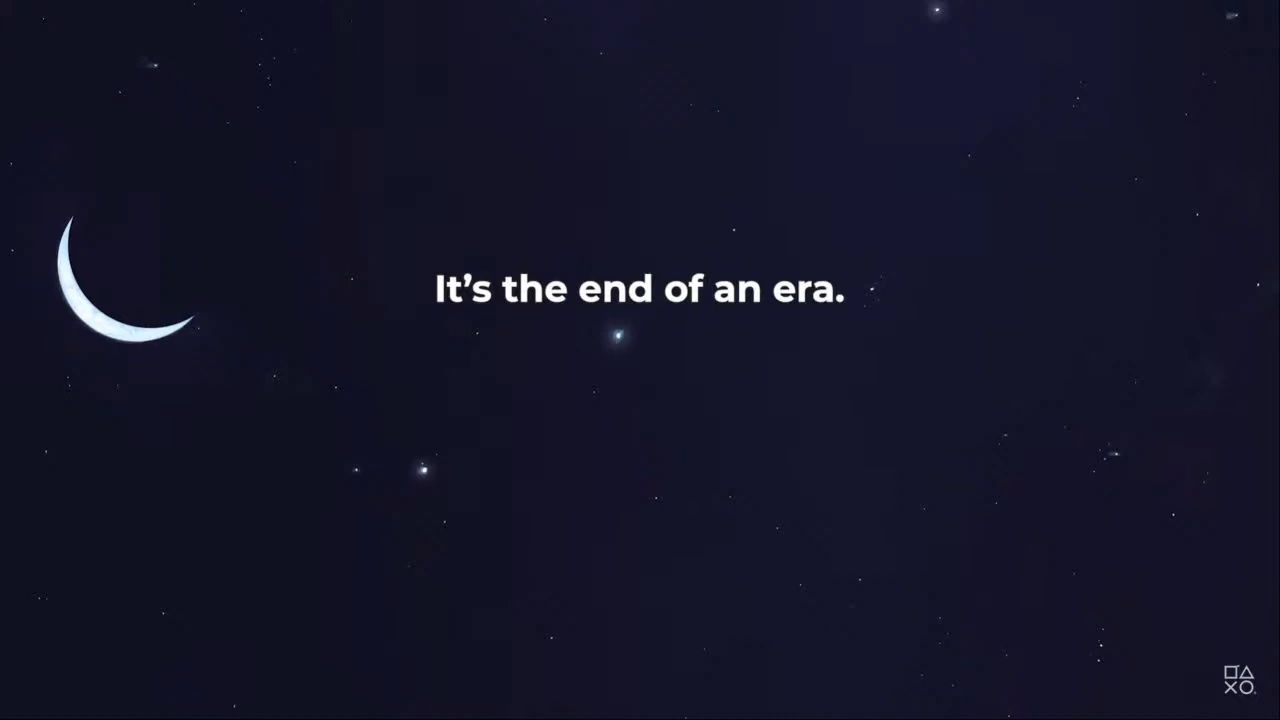 It’s the end of an era.